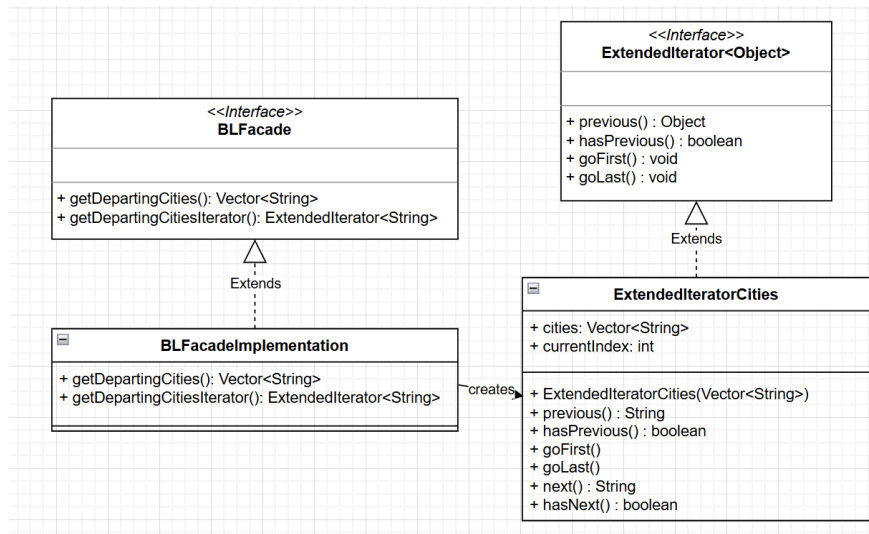 <<Interface>>
BLFacade
+ getDepartingCities(): Vector<String>
+ getDepartingCitiesIterator(): ExtendedIterator<String>
Extends
BLFacadeImplementation
+ getDepartingCities(): Vector<String>
+ getDepartingCitiesIterator(): ExtendedIterator<String>
creates
<<Interface>>
ExtendedIterator<Object>
+ previous() : Object
+ hasPrevious() : boolean
+ goFirst() : void
+ goLast() : void
Extends
ExtendedIteratorCities
+ cities: Vector<String>
+ currentIndex: int
+ ExtendedIteratorCities(Vector<String>)
+ previous() : String
+ hasPrevious() : boolean
+ goFirst()
+ goLast()
+ next() : String
+ hasNext() : boolean